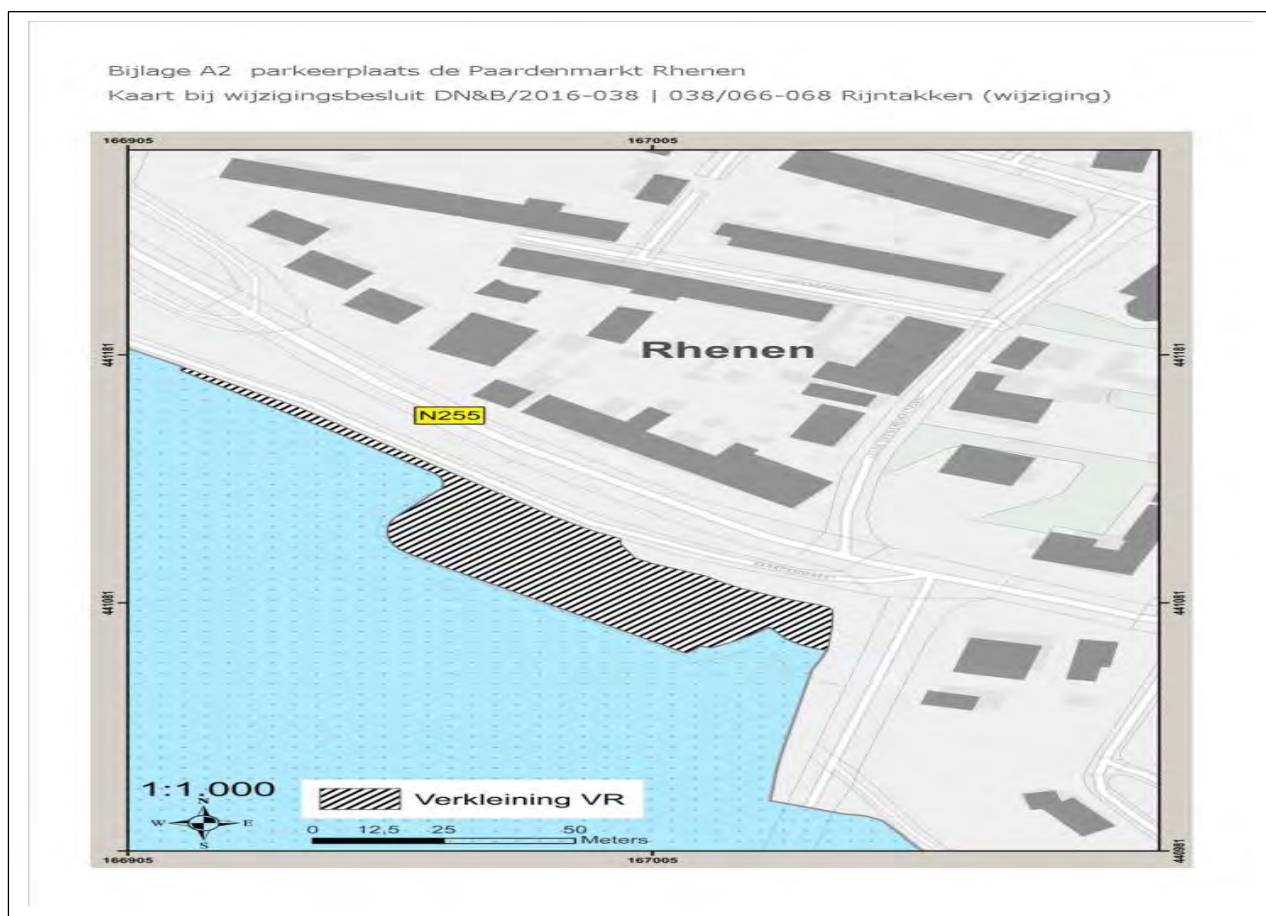 Bijlage A2 parkeerplaats de Paardenmarkt Rhenen
Kaart bij wijzigingsbesluit DN&B/2016-038 | 038/066-068 Rijntakken (wijziging)
166905
167005
441181
441181
Rhenen
N255
441081
441081
1:1.000
N
W
E
S
Verkleining VR
0 12,5 25 50
Meters
166905
167005
440981